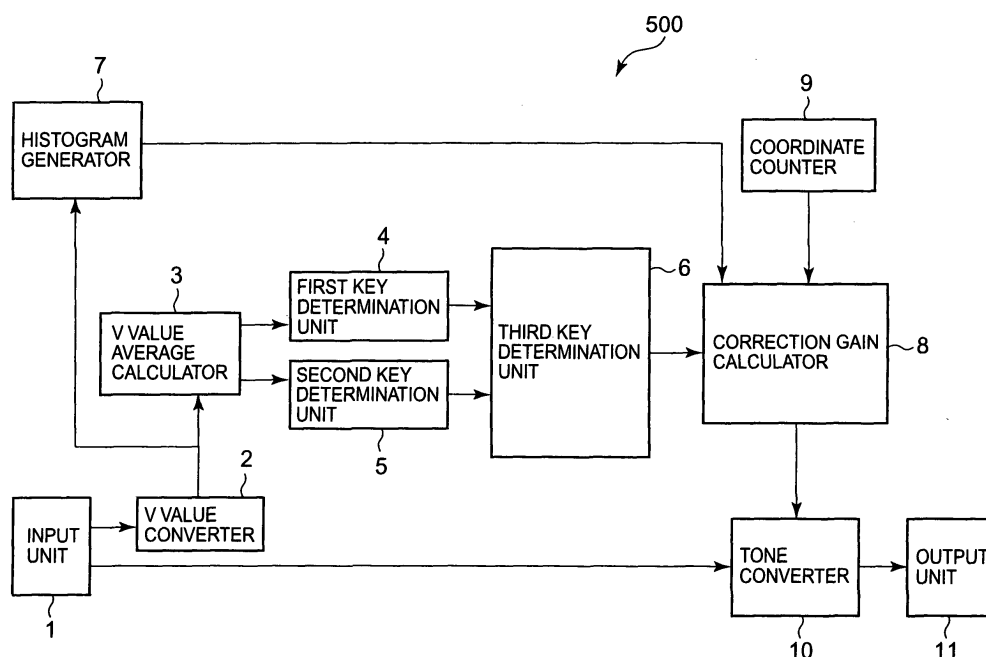 500
7
HISTOGRAM
GENERATOR
9
COORDINATE
COUNTER
4
FIRST KEY
DETERMINATION
UNIT
6
THIRD KEY
DETERMINATION
UNIT
3
V VALUE
AVERAGE
CALCULATOR
SECOND KEY
DETERMINATION
UNIT
5
CORRECTION GAIN
CALCULATOR
8
2
V VALUE
CONVERTER
INPUT
UNIT
1
TONE
CONVERTER
10
OUTPUT
UNIT
11